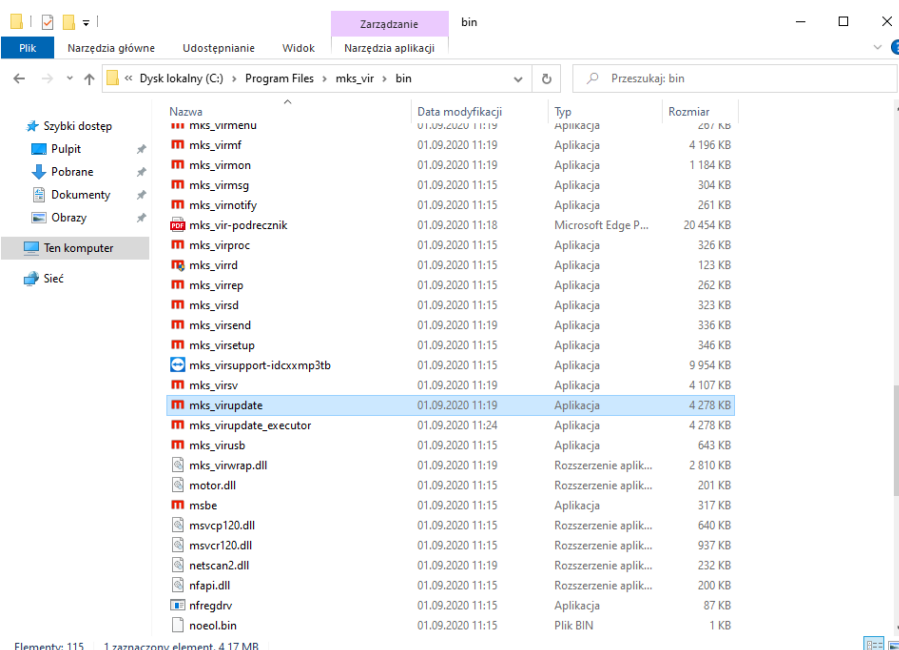 Zarządzanie bin
Plik Narzędzia główne Udostępnianie Widok Narzędzia aplikacji
« Dysk lokalny (C:) › Program Files › mks_vir › bin Przeszukaj: bin
Nazwa Data modyfikacji Typ Rozmiar
Szybki dostęp
Pulpit
Pobrane
Dokumenty
Obrazy
Ten komputer
Sieć
mks_virmenu 01.09.2020 11:19 Aplikacja 267 KB
mks_virmf 01.09.2020 11:19 Aplikacja 4 196 KB
mks_virmon 01.09.2020 11:19 Aplikacja 1 184 KB
mks_virmsg 01.09.2020 11:15 Aplikacja 304 KB
mks_virnotify 01.09.2020 11:15 Aplikacja 261 KB
PDF mks_vir-podrecznik 01.09.2020 11:18 Microsoft Edge P... 20 454 KB
mks_virproc 01.09.2020 11:15 Aplikacja 326 KB
mks_virrd 01.09.2020 11:15 Aplikacja 123 KB
mks_virrep 01.09.2020 11:15 Aplikacja 262 KB
mks_virsd 01.09.2020 11:15 Aplikacja 323 KB
mks_virsend 01.09.2020 11:19 Aplikacja 336 KB
mks_virsetup 01.09.2020 11:15 Aplikacja 346 KB
mks_virsupport-idcxxmp3tb 01.09.2020 11:15 Aplikacja 9 954 KB
mks_virsv 01.09.2020 11:19 Aplikacja 4 107 KB
mks_virupdate 01.09.2020 11:19 Aplikacja 4 278 KB
mks_virupdate_executor 01.09.2020 11:24 Aplikacja 4 278 KB
mks_virusb 01.09.2020 11:15 Aplikacja 643 KB
mks_virwrap.dll 01.09.2020 11:19 Rozszerzenie aplik... 2 810 KB
motor.dll 01.09.2020 11:15 Rozszerzenie aplik... 201 KB
msbe 01.09.2020 11:15 Aplikacja 317 KB
msvcp120.dll 01.09.2020 11:15 Rozszerzenie aplik... 640 KB
msvcr120.dll 01.09.2020 11:15 Rozszerzenie aplik... 937 KB
netscan2.dll 01.09.2020 11:19 Rozszerzenie aplik... 232 KB
nfapi.dll 01.09.2020 11:15 Rozszerzenie aplik... 200 KB
nfregdrv 01.09.2020 11:15 Aplikacja 87 KB
noeol.bin 01.09.2020 11:15 Plik BIN 1 KB
Elementy: 115 1 zaznaczony element. 4,17 MB